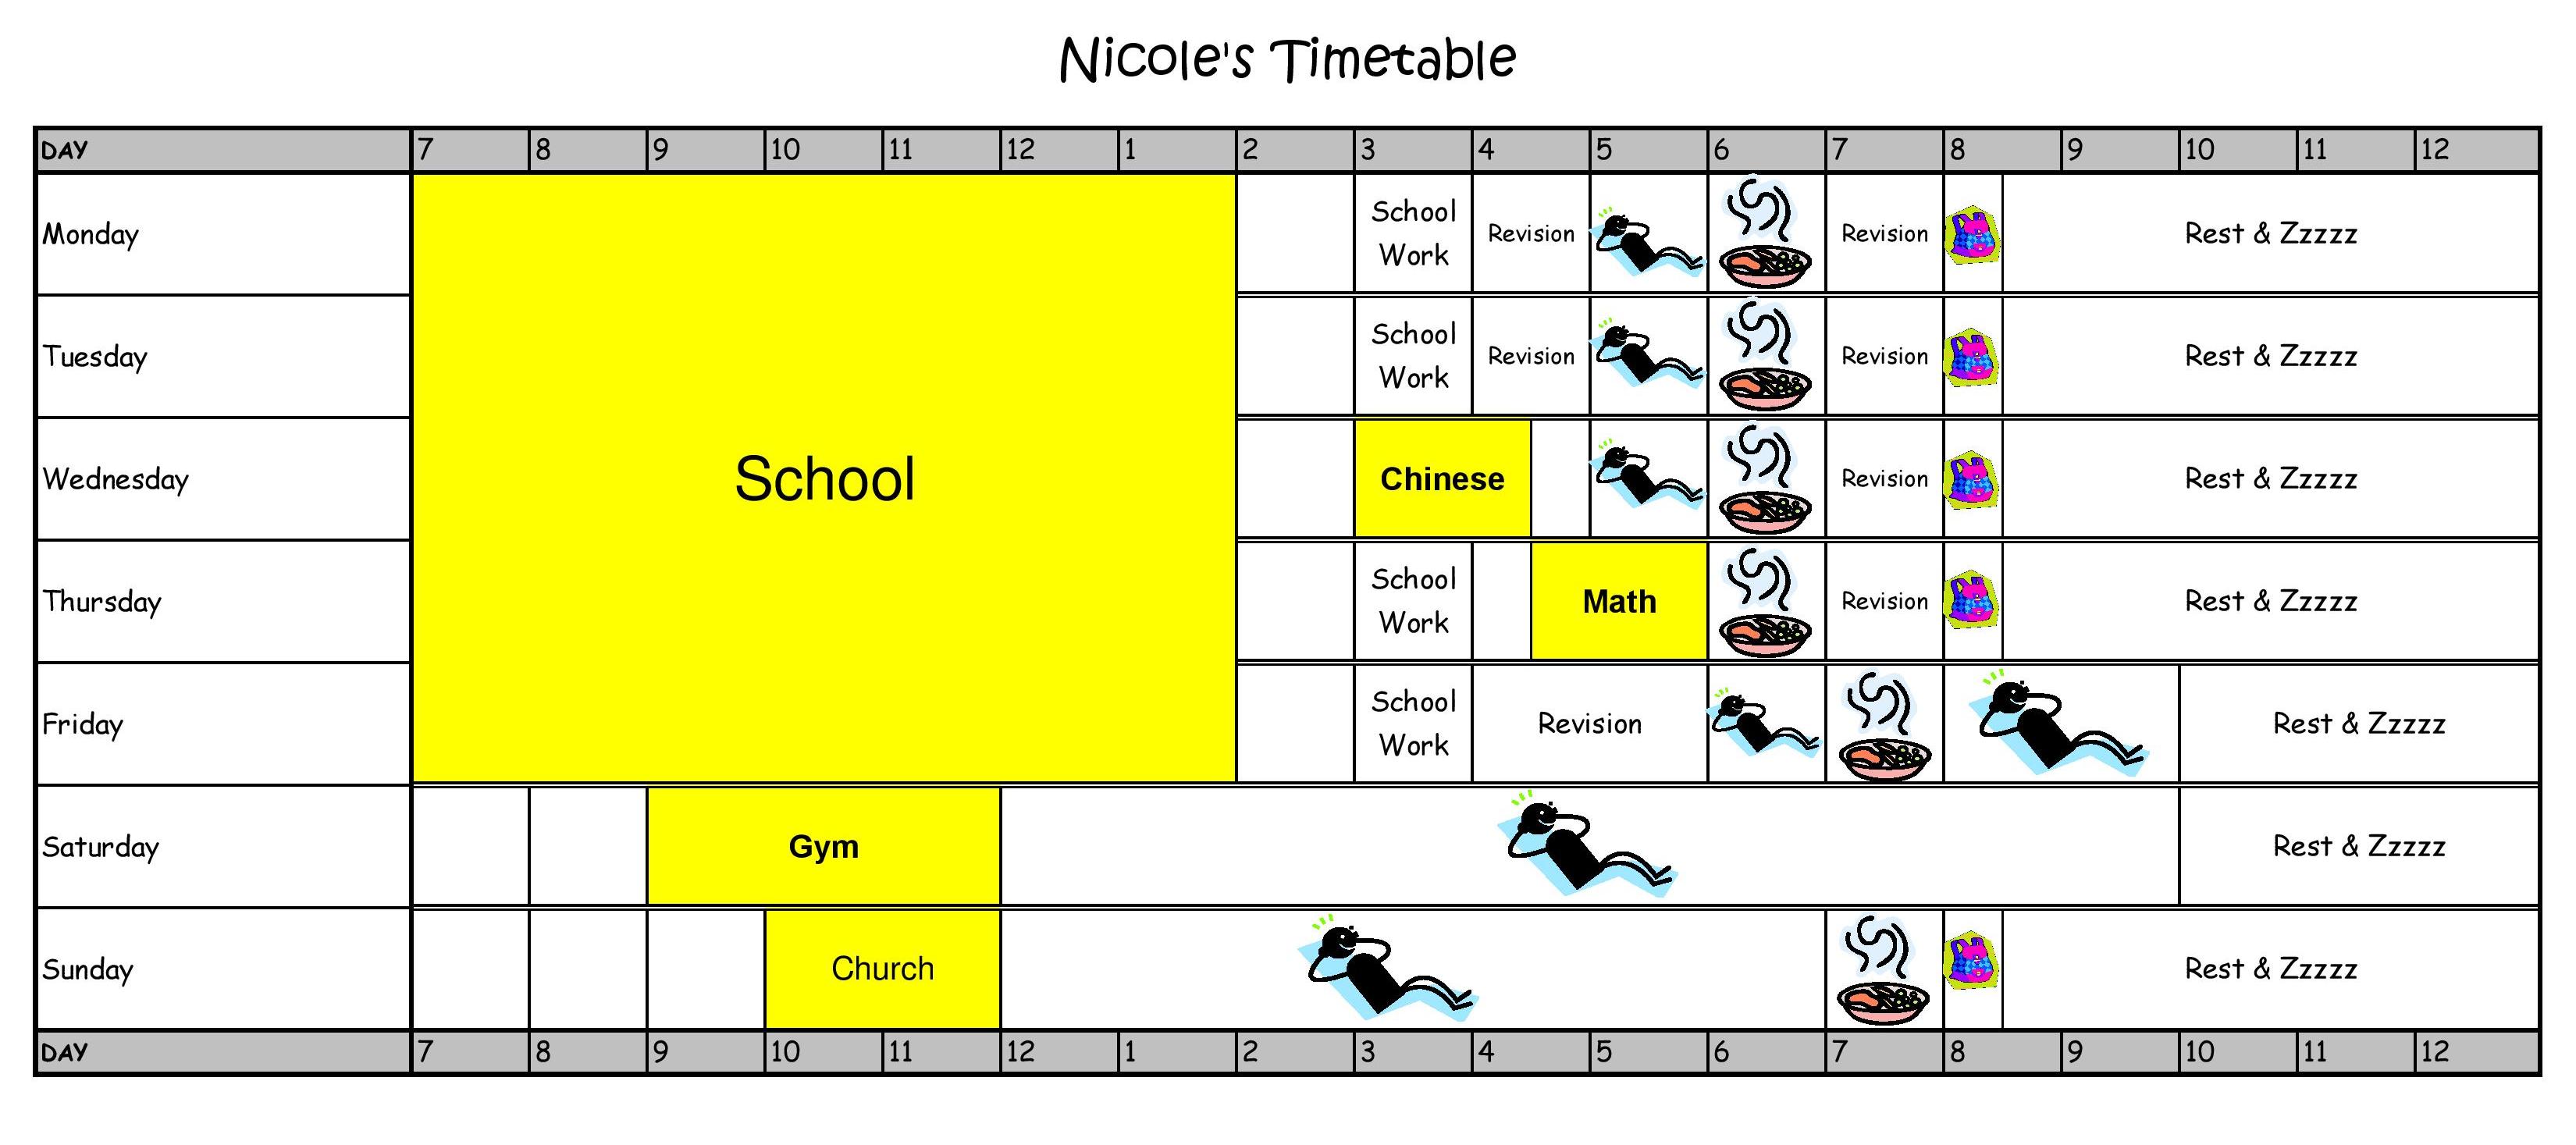 Nicole's Timetable
DAY 7 8 9 10 11 12 1 2 3 4 5 6 7 8 9 10 11 12
Monday School Work Revision Revision Rest & Zzzzz
Tuesday School Work Revision Revision Rest & Zzzzz
Wednesday School Chinese Revision Rest & Zzzzz
Thursday School Work Math Revision Rest & Zzzzz
Friday School Work Revision Rest & Zzzzz
Saturday Gym Rest & Zzzzz
Sunday Church Rest & Zzzzz
DAY 7 8 9 10 11 12 1 2 3 4 5 6 7 8 9 10 11 12